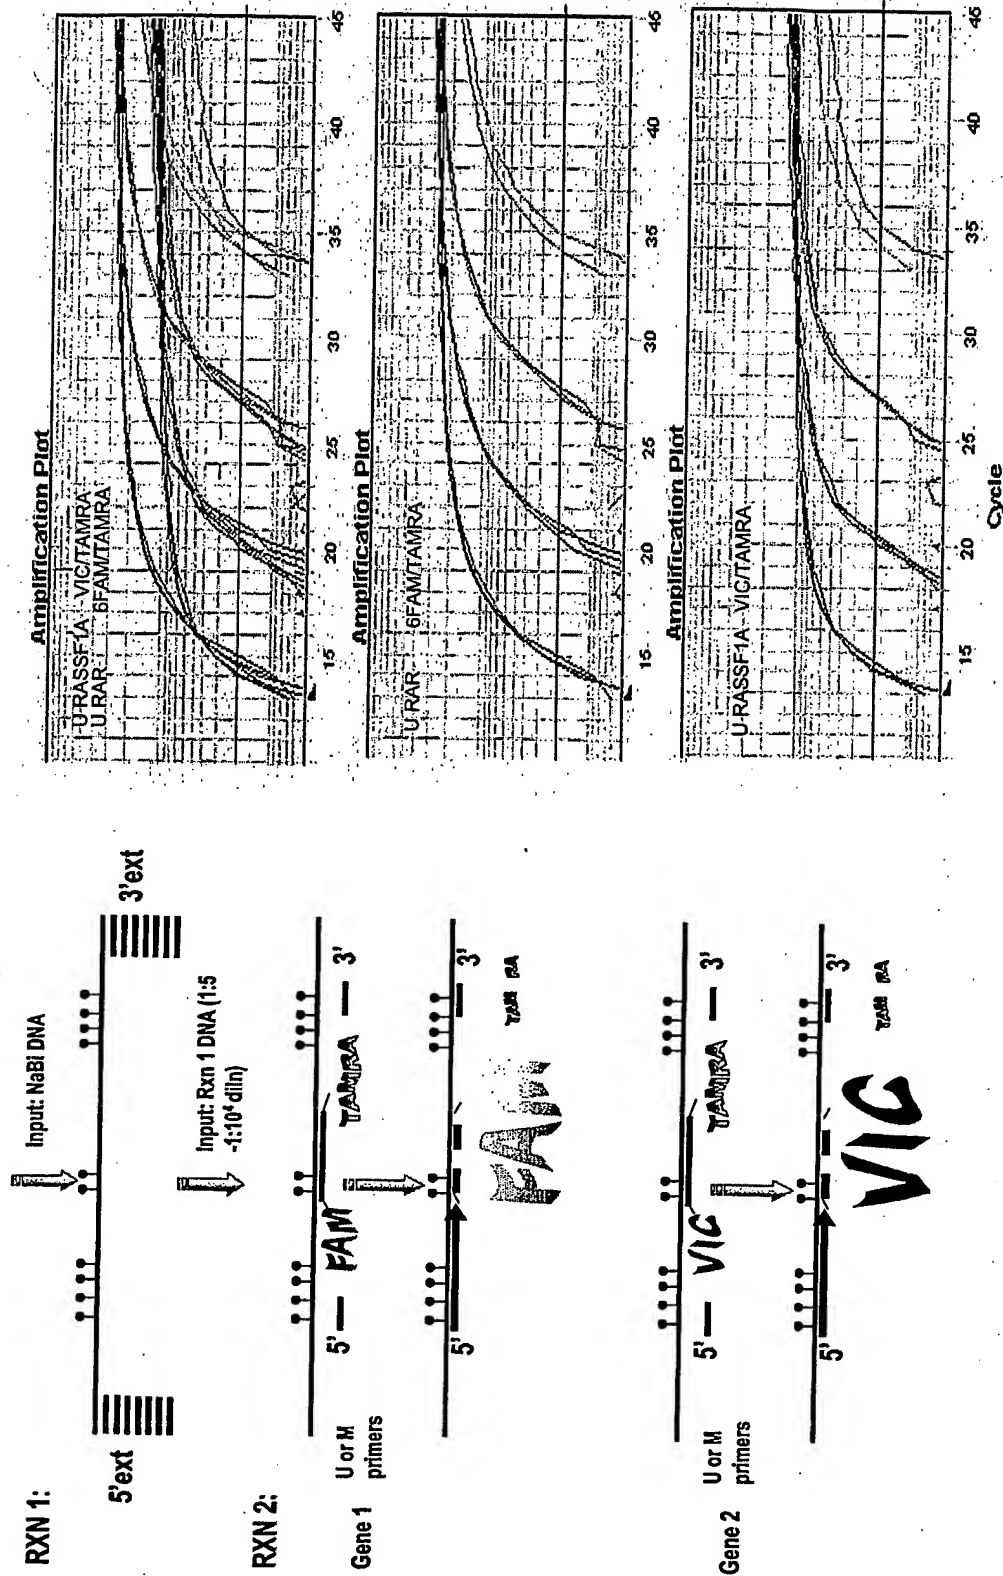 RXN 1:
Input: NaBi DNA
5'ext
3'ext
Input: Rxn 1 DNA (1:5
-1:10⁴ diln)
RXN 2:
Gene 1
U or M
primers
5'
FAM
TAMRA
3'
5'
3'
FAM
TAM RA
Gene 2
U or M
primers
5'
VIC
TAMRA
3'
5'
3'
VIC
TAM RA
Amplification Plot
U RASSF1A VIC/TAMRA
U RAR 6FAM/TAMRA
15 20 25 30 35 40 45
Amplification Plot
U RAR 6FAM/TAMRA
15 20 25 30 35 40 45
Amplification Plot
U RASSF1A VIC/TAMRA
15 20 25 30 35 40 45
Cycle